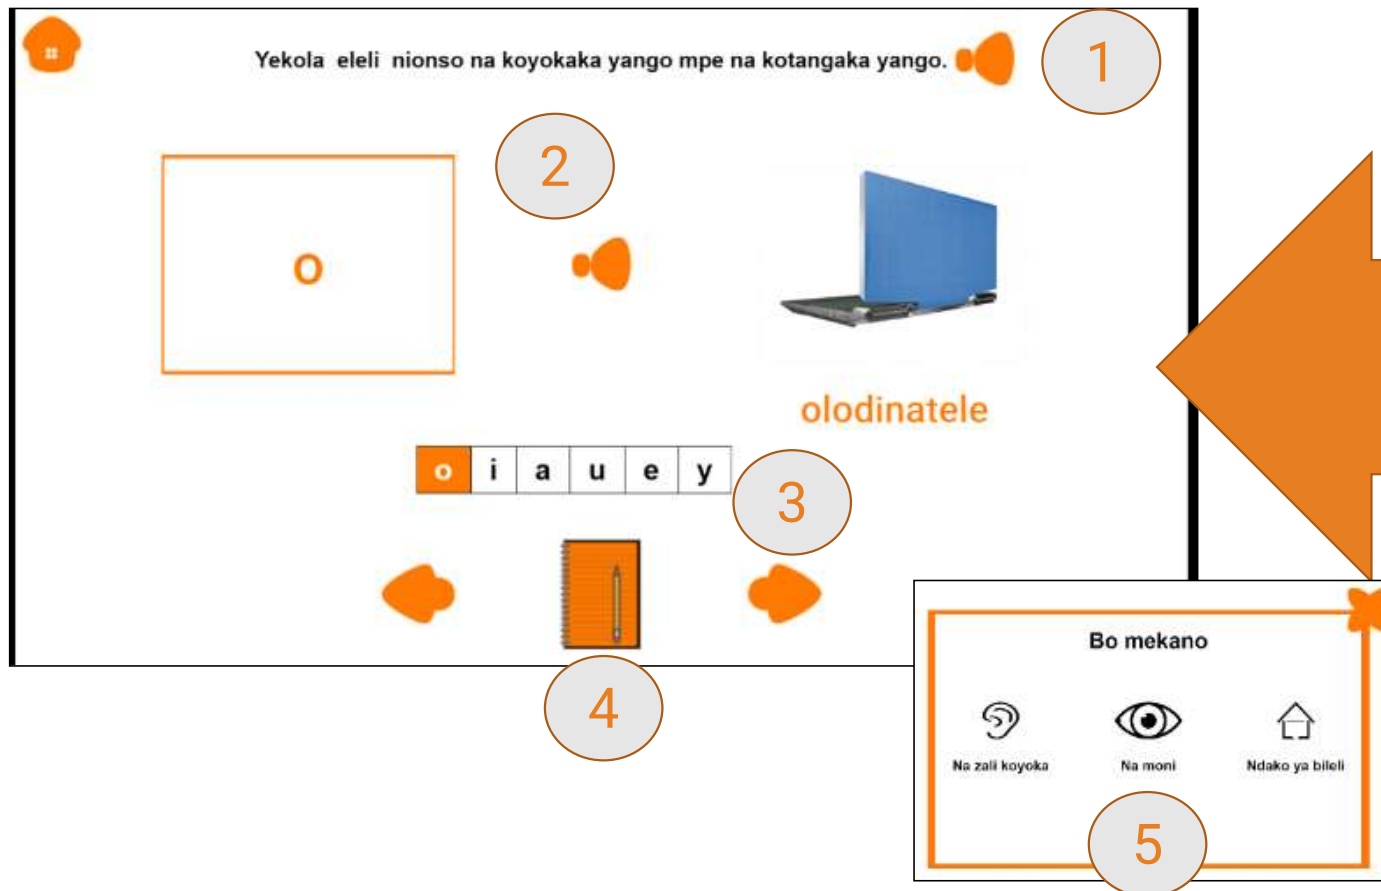 Yekola eleli nionso na koyokaka yango mpe na kotangaka yango.
1
2
o
olodinatele
o i a u e y
3
4
Bo mekano
Na zali koyoka Na moni Ndako ya bileli
5